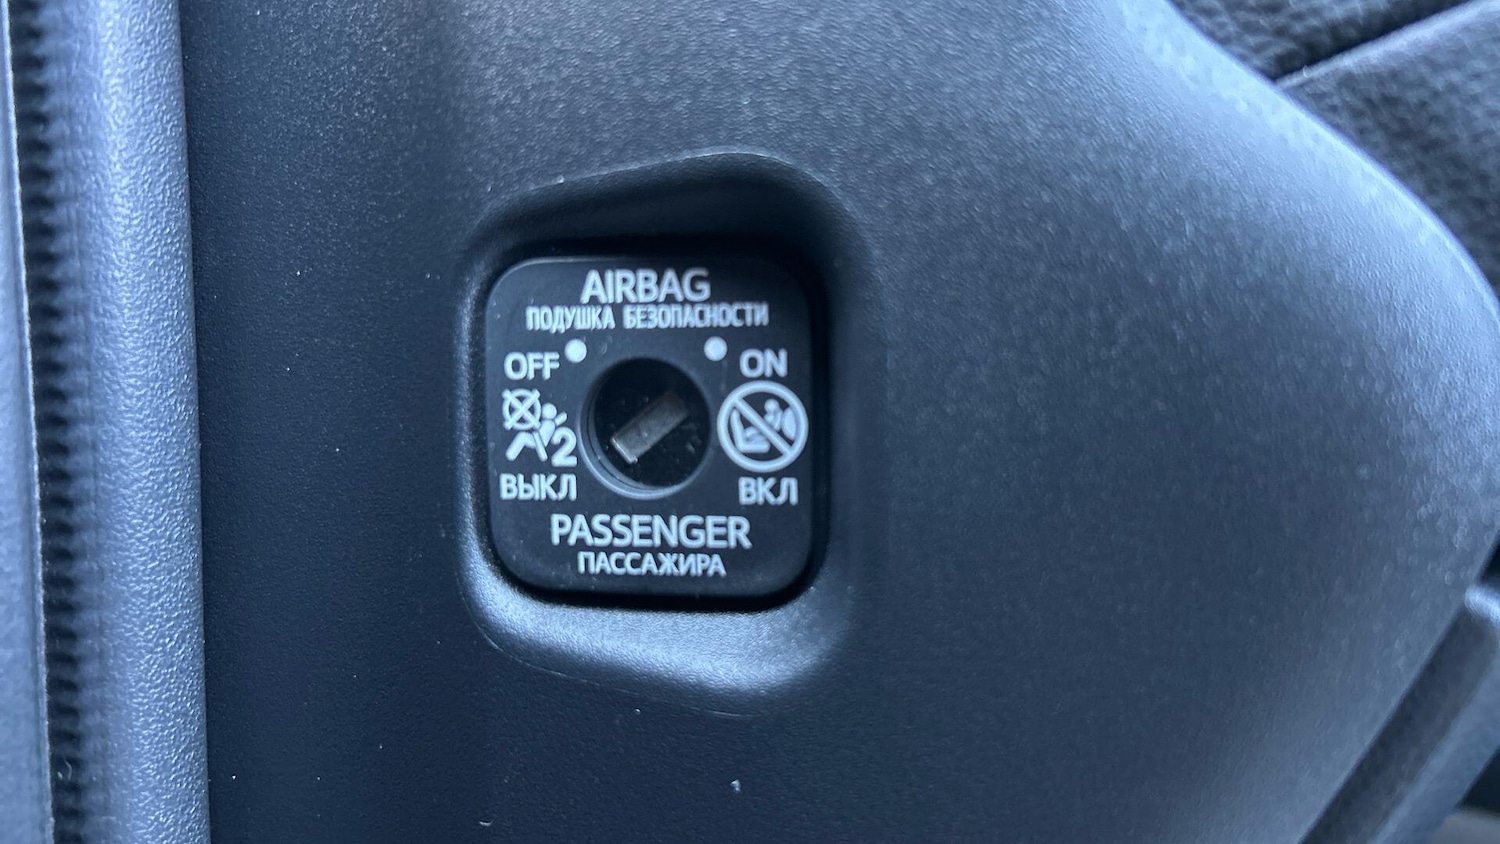 AIRBAG
ПОДУШКА БЕЗОПАСНОСТИ
OFF
ON
2
ВЫКЛ
ВКЛ
PASSENGER
ПАССАЖИРА